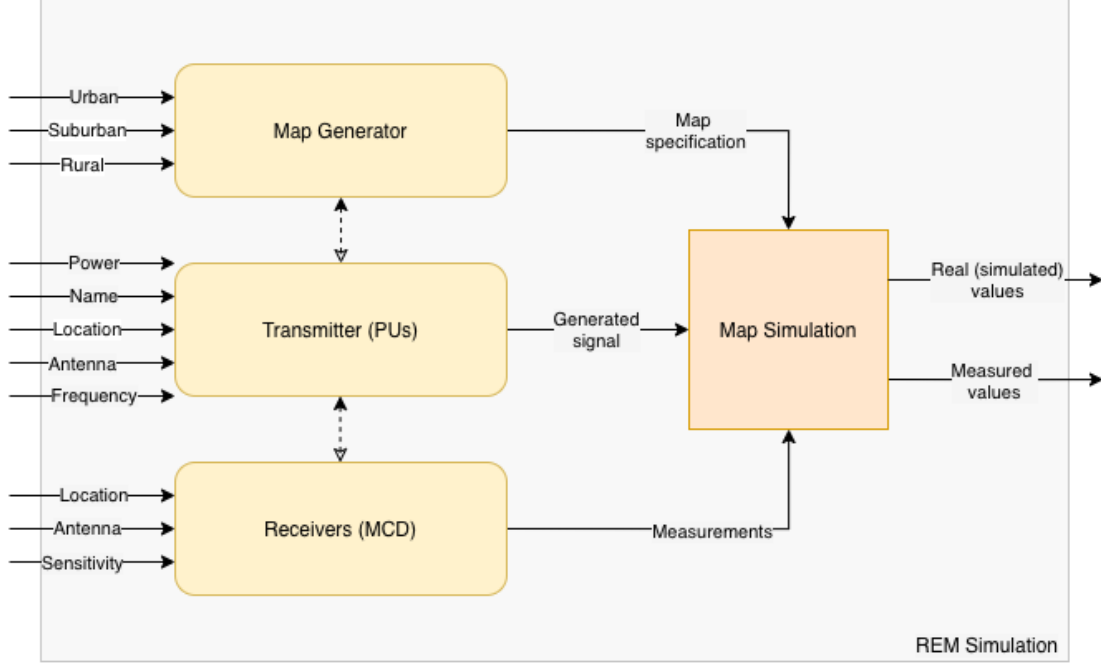 Urban
Suburban
Rural
Map Generator
Map
specification
Power
Name
Location
Antenna
Frequency
Transmitter (PUs)
Generated
signal
Map Simulation
Real (simulated)
values
Measured
values
Location
Antenna
Sensitivity
Receivers (MCD)
Measurements
REM Simulation